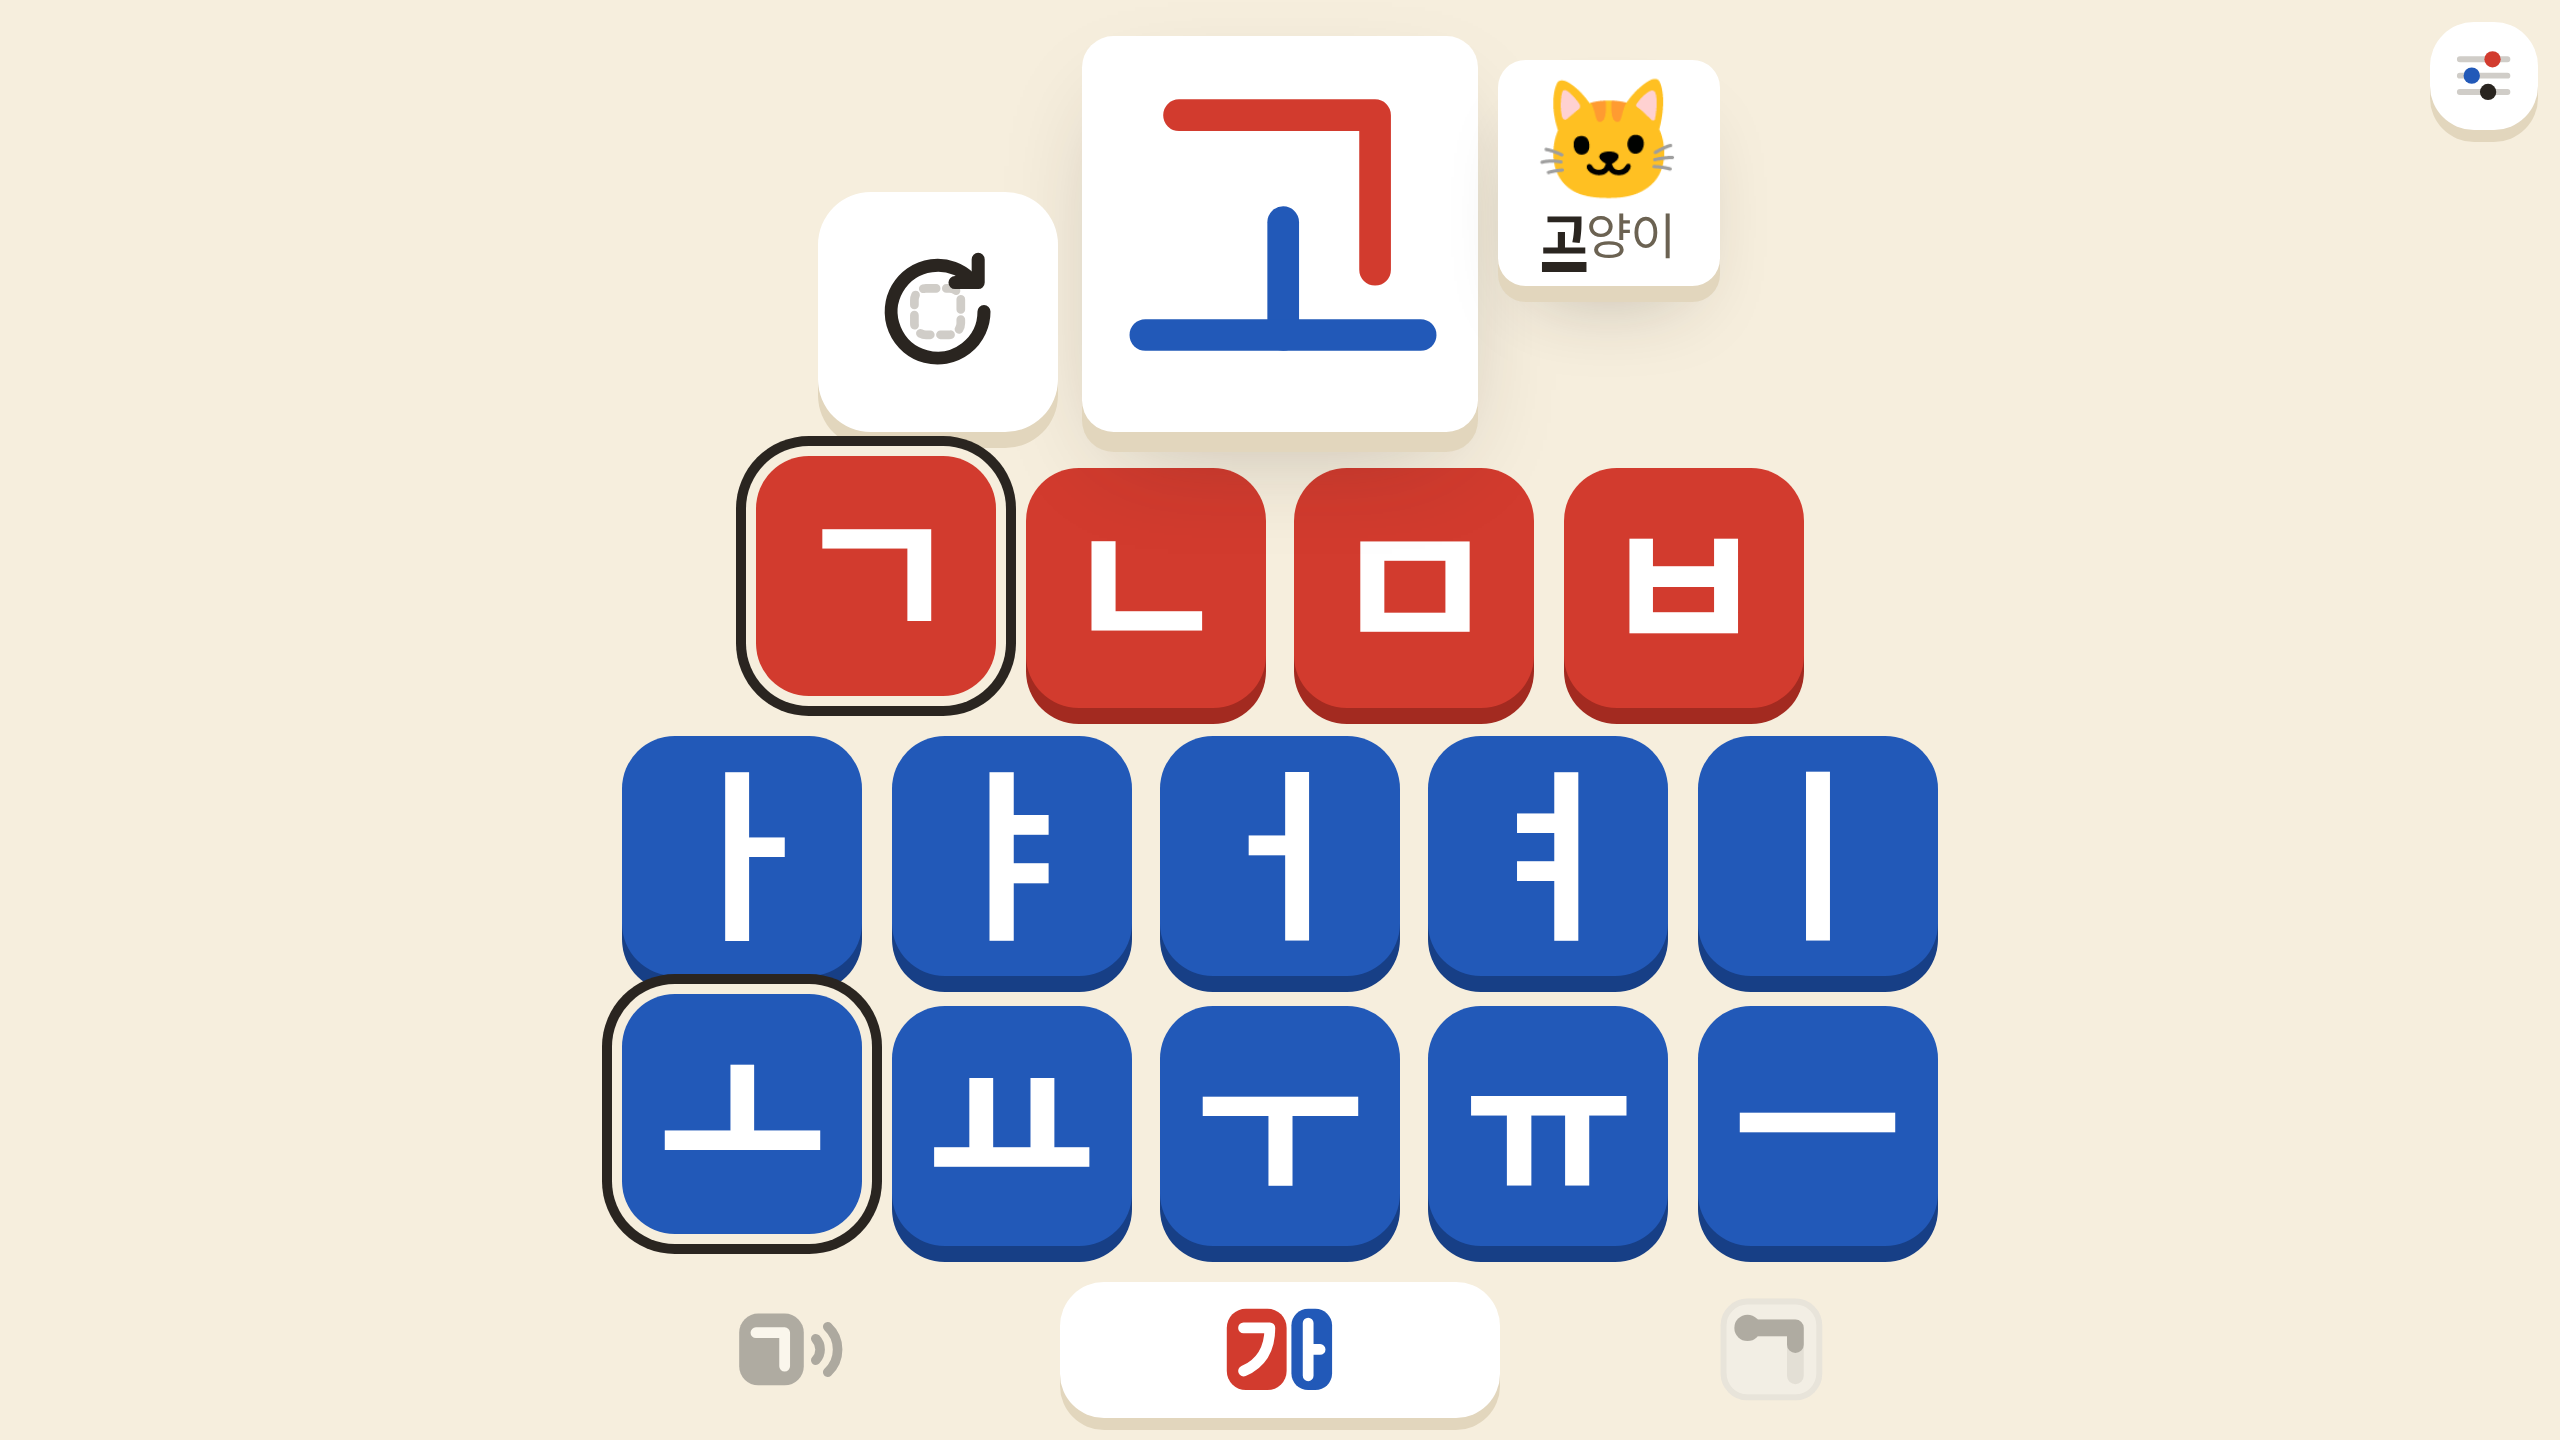 고
고양이
ㄱ ㄴ ㅁ ㅂ
ㅏ ㅑ ㅓ ㅕ ㅣ
ㅗ ㅛ ㅜ ㅠ ㅡ
ㄱ 가 ㄱ